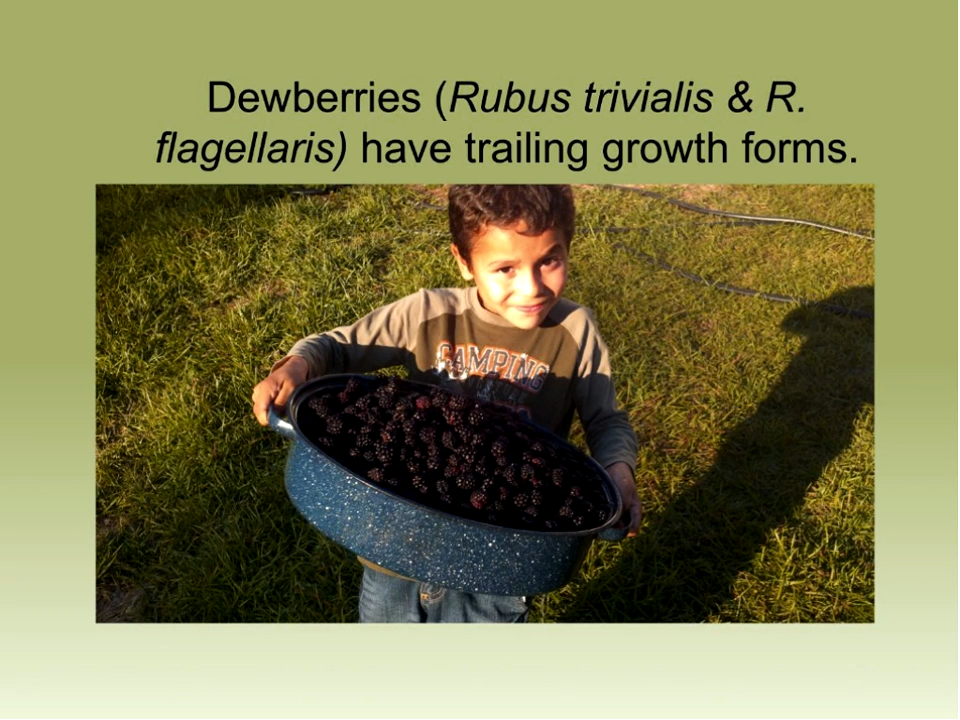 Dewberries (Rubus trivialis & R.
flagellaris) have trailing growth forms.
CAMPING